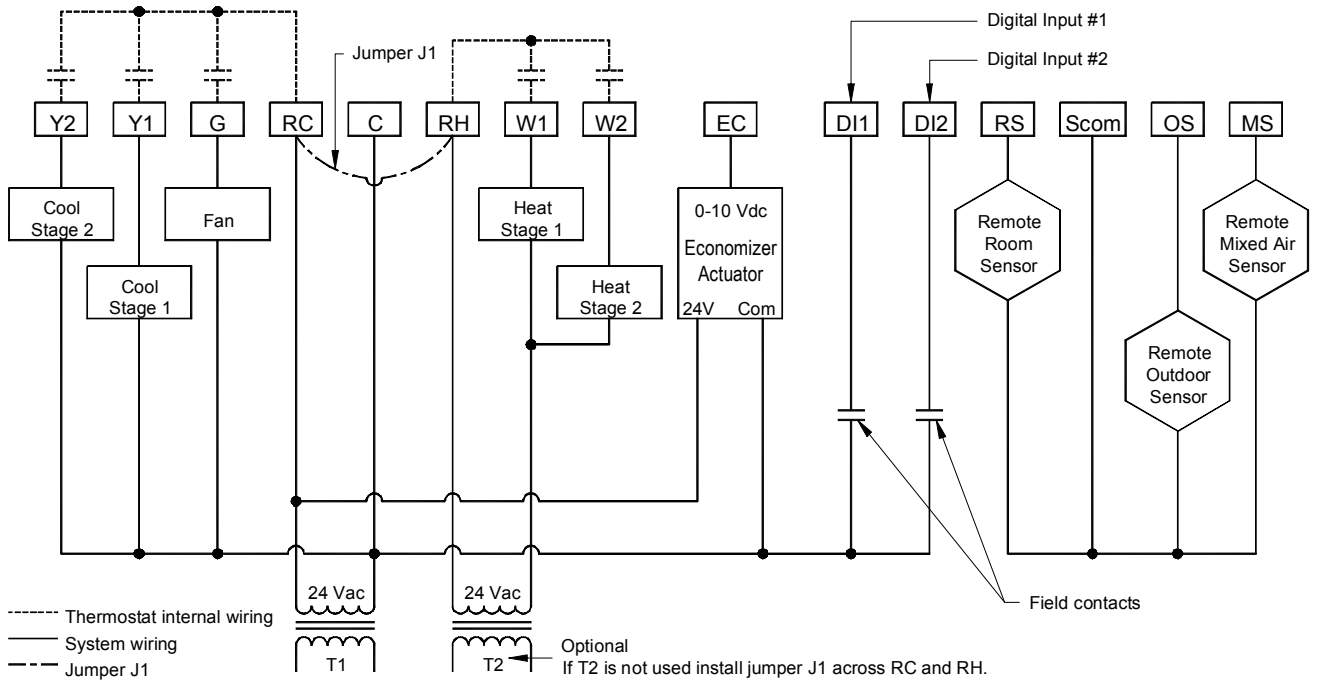 Digital Input #1
Jumper J1
Digital Input #2
Y2 Y1 G RC C RH W1 W2 EC DI1 DI2 RS Scom OS MS
Cool
Stage 2
Fan
Heat
Stage 1
0-10 Vdc
Economizer
Actuator
24V Com
Remote
Room
Sensor
Remote
Mixed Air
Sensor
Cool
Stage 1
Heat
Stage 2
Remote
Outdoor
Sensor
24 Vac 24 Vac
Field contacts
Thermostat internal wiring
System wiring
Jumper J1
T1 T2
Optional
If T2 is not used install jumper J1 across RC and RH.